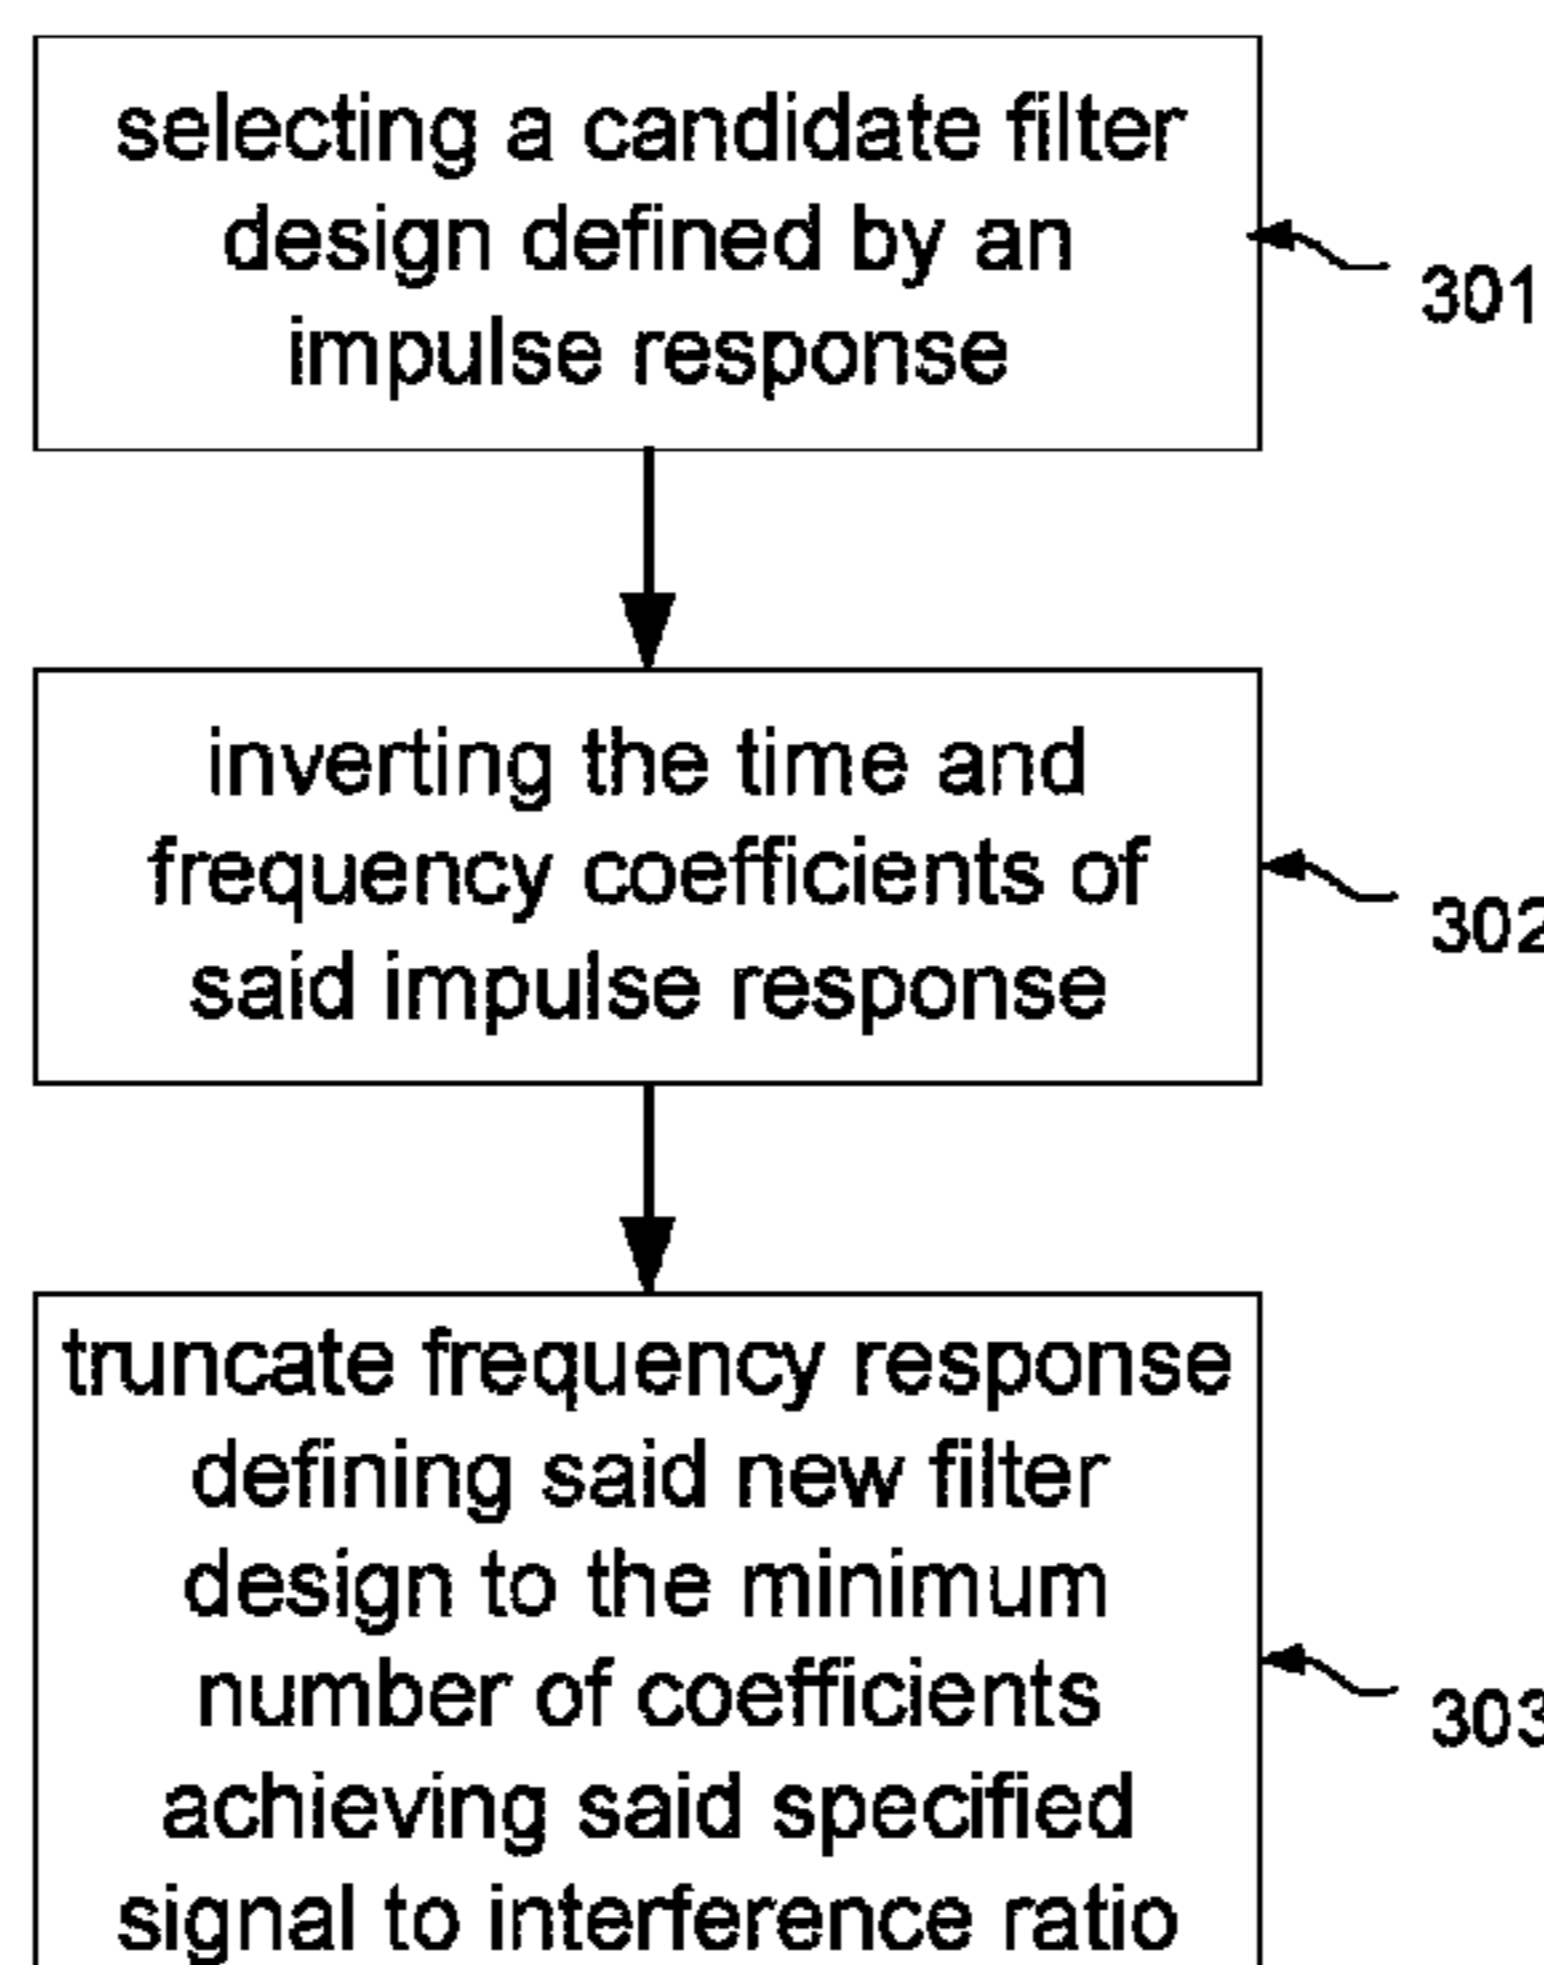 selecting a candidate filter
design defined by an
impulse response
301
inverting the time and
frequency coefficients of
said impulse response
302
truncate frequency response
defining said new filter
design to the minimum
number of coefficients
achieving said specified
signal to interference ratio
303